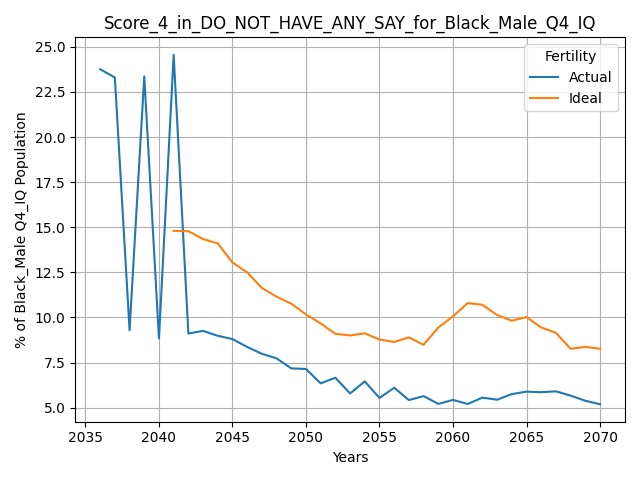 Score_4_in_DO_NOT_HAVE_ANY_SAY_for_Black_Male_Q4_IQ
Fertility
Actual
Ideal
% of Black_Male Q4_IQ Population
25.0
22.5
20.0
17.5
15.0
12.5
10.0
7.5
5.0
2035 2040 2045 2050 2055 2060 2065 2070
Years